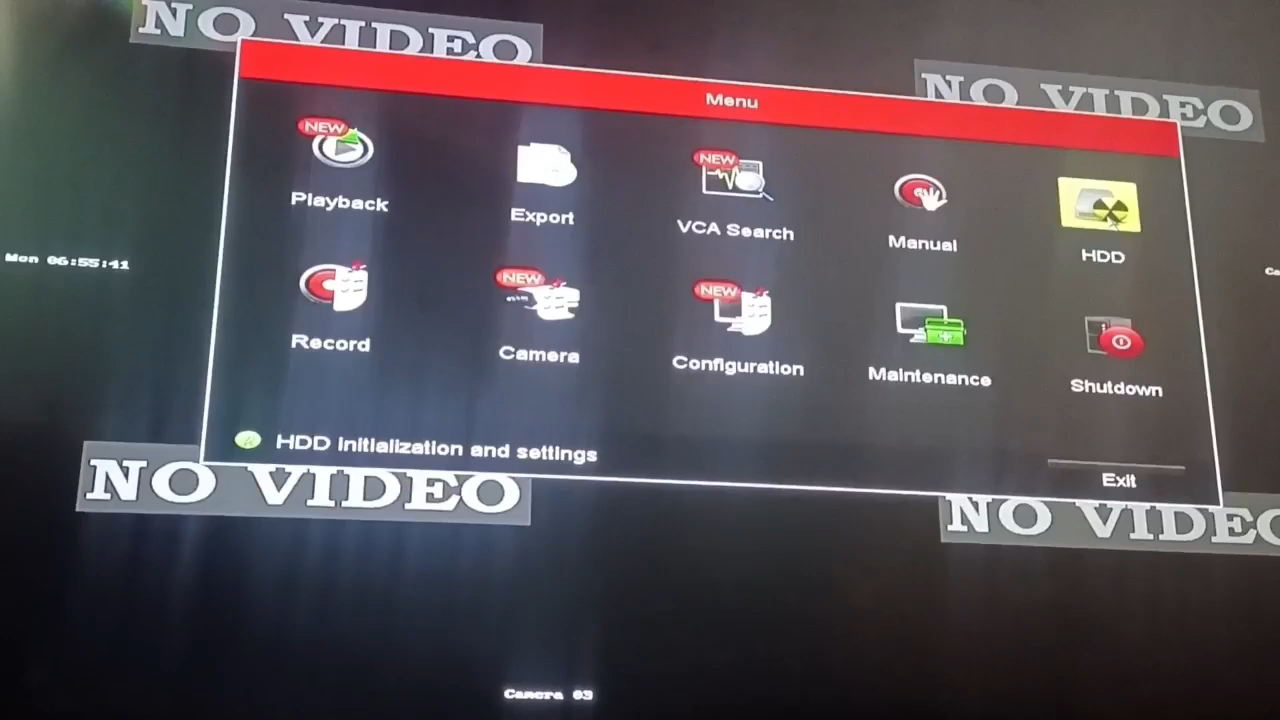 NO VIDEO
NO VIDEO
Menu
NEW
Playback
Export
NEW
VCA Search
Manual
HDD
Mon 06:55:41
Record
NEW
Camera
NEW
Configuration
Maintenance
Shutdown
HDD initialization and settings
Exit
NO VIDEO
NO VIDEO
Camera 03